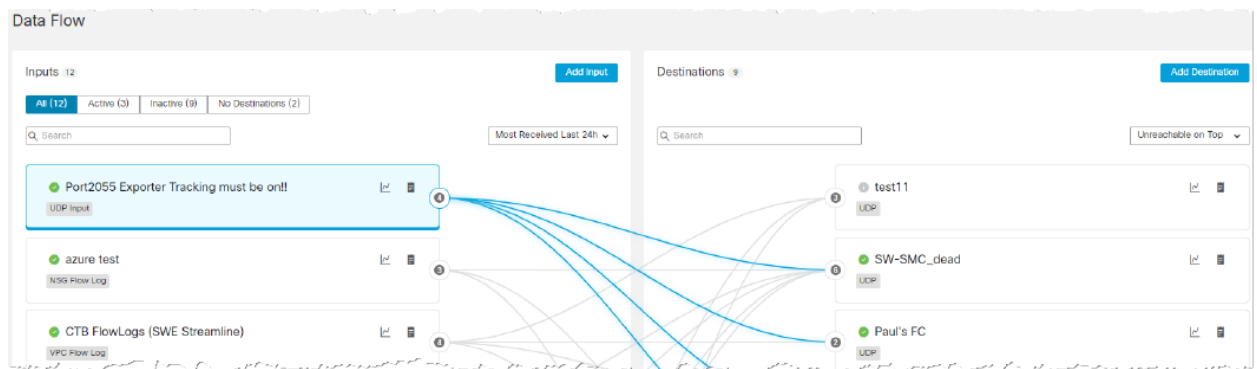 Data Flow
Inputs 12
Add Input
All (12) Active (3) Inactive (9) No Destinations (2)
Search
Most Received Last 24h
Port2055 Exporter Tracking must be on!!
UDP Input
4
azure test
NSG Flow Log
3
CTB FlowLogs (SWE Streamline)
VPC Flow Log
4
Destinations 9
Add Destination
Search
Unreachable on Top
test11
UDP
3
SW-SMC_dead
UDP
6
Paul's FC
UDP
2